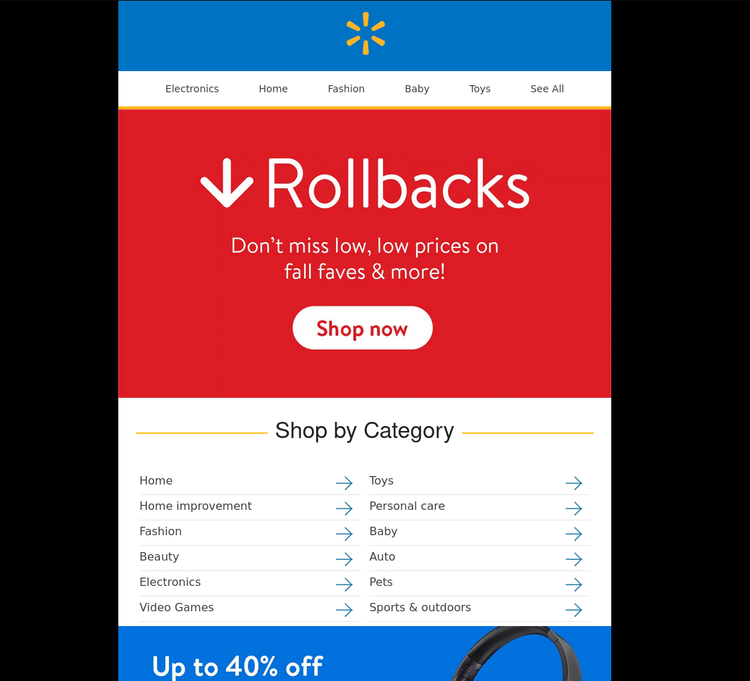 Electronics Home Fashion Baby Toys See All
Rollbacks
Don't miss low, low prices on
fall faves & more!
Shop now
Shop by Category
Home
Home improvement
Fashion
Beauty
Electronics
Video Games
Toys
Personal care
Baby
Auto
Pets
Sports & outdoors
Up to 40% off